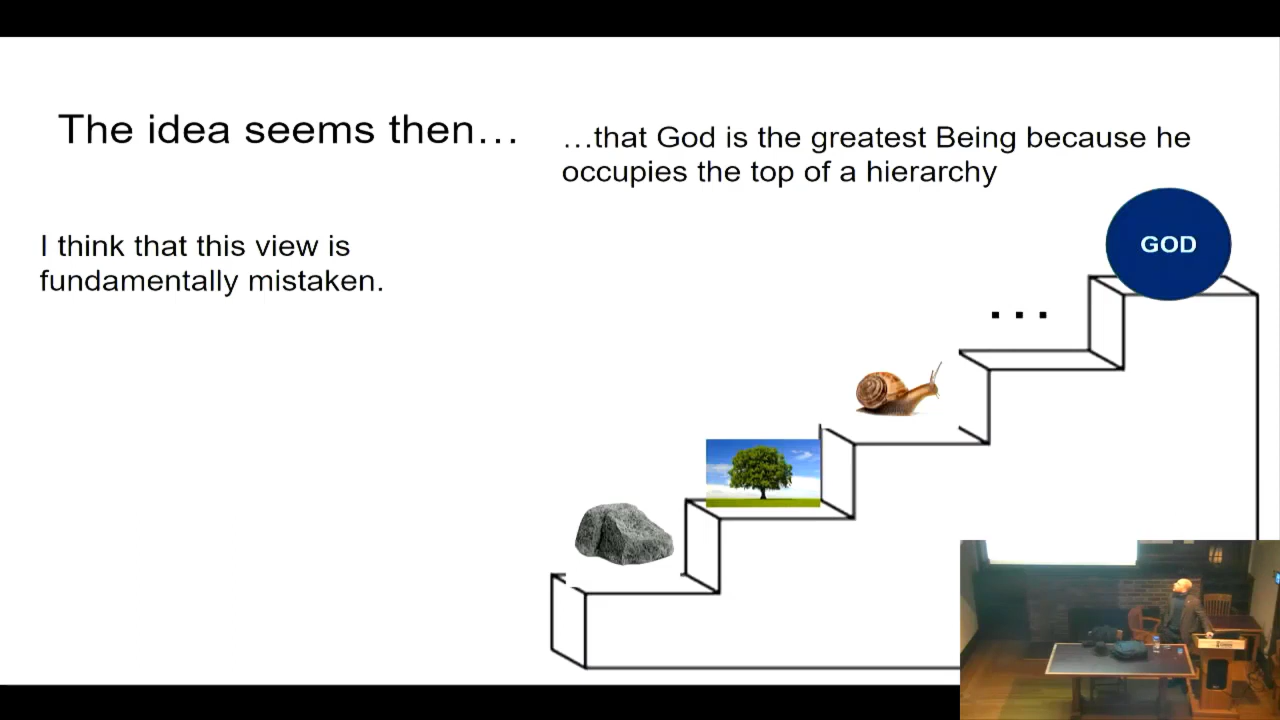 The idea seems then…
…that God is the greatest Being because he
occupies the top of a hierarchy
I think that this view is
fundamentally mistaken.
GOD
...